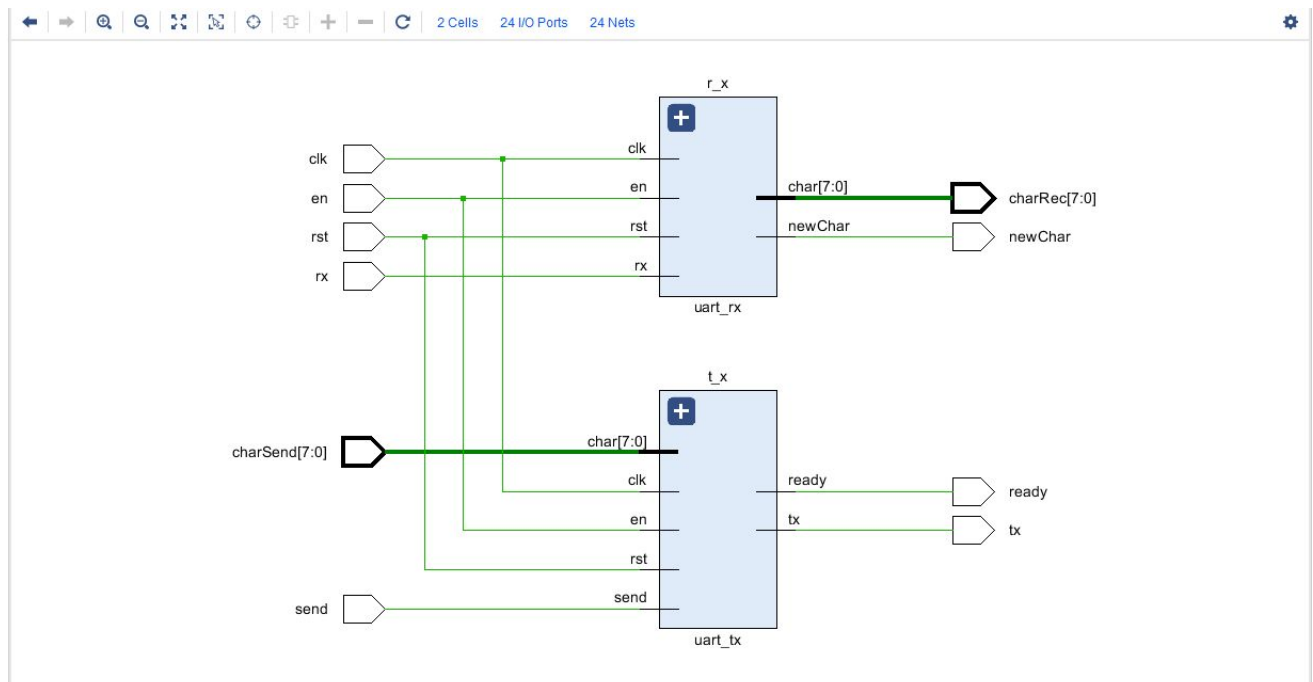 2 Cells 24 I/O Ports 24 Nets
r_x
clk clk
en en char[7:0] charRec[7:0]
rst rst newChar newChar
rx rx
uart_rx
t_x
charSend[7:0] char[7:0]
clk ready ready
en tx tx
rst
send send
uart_tx